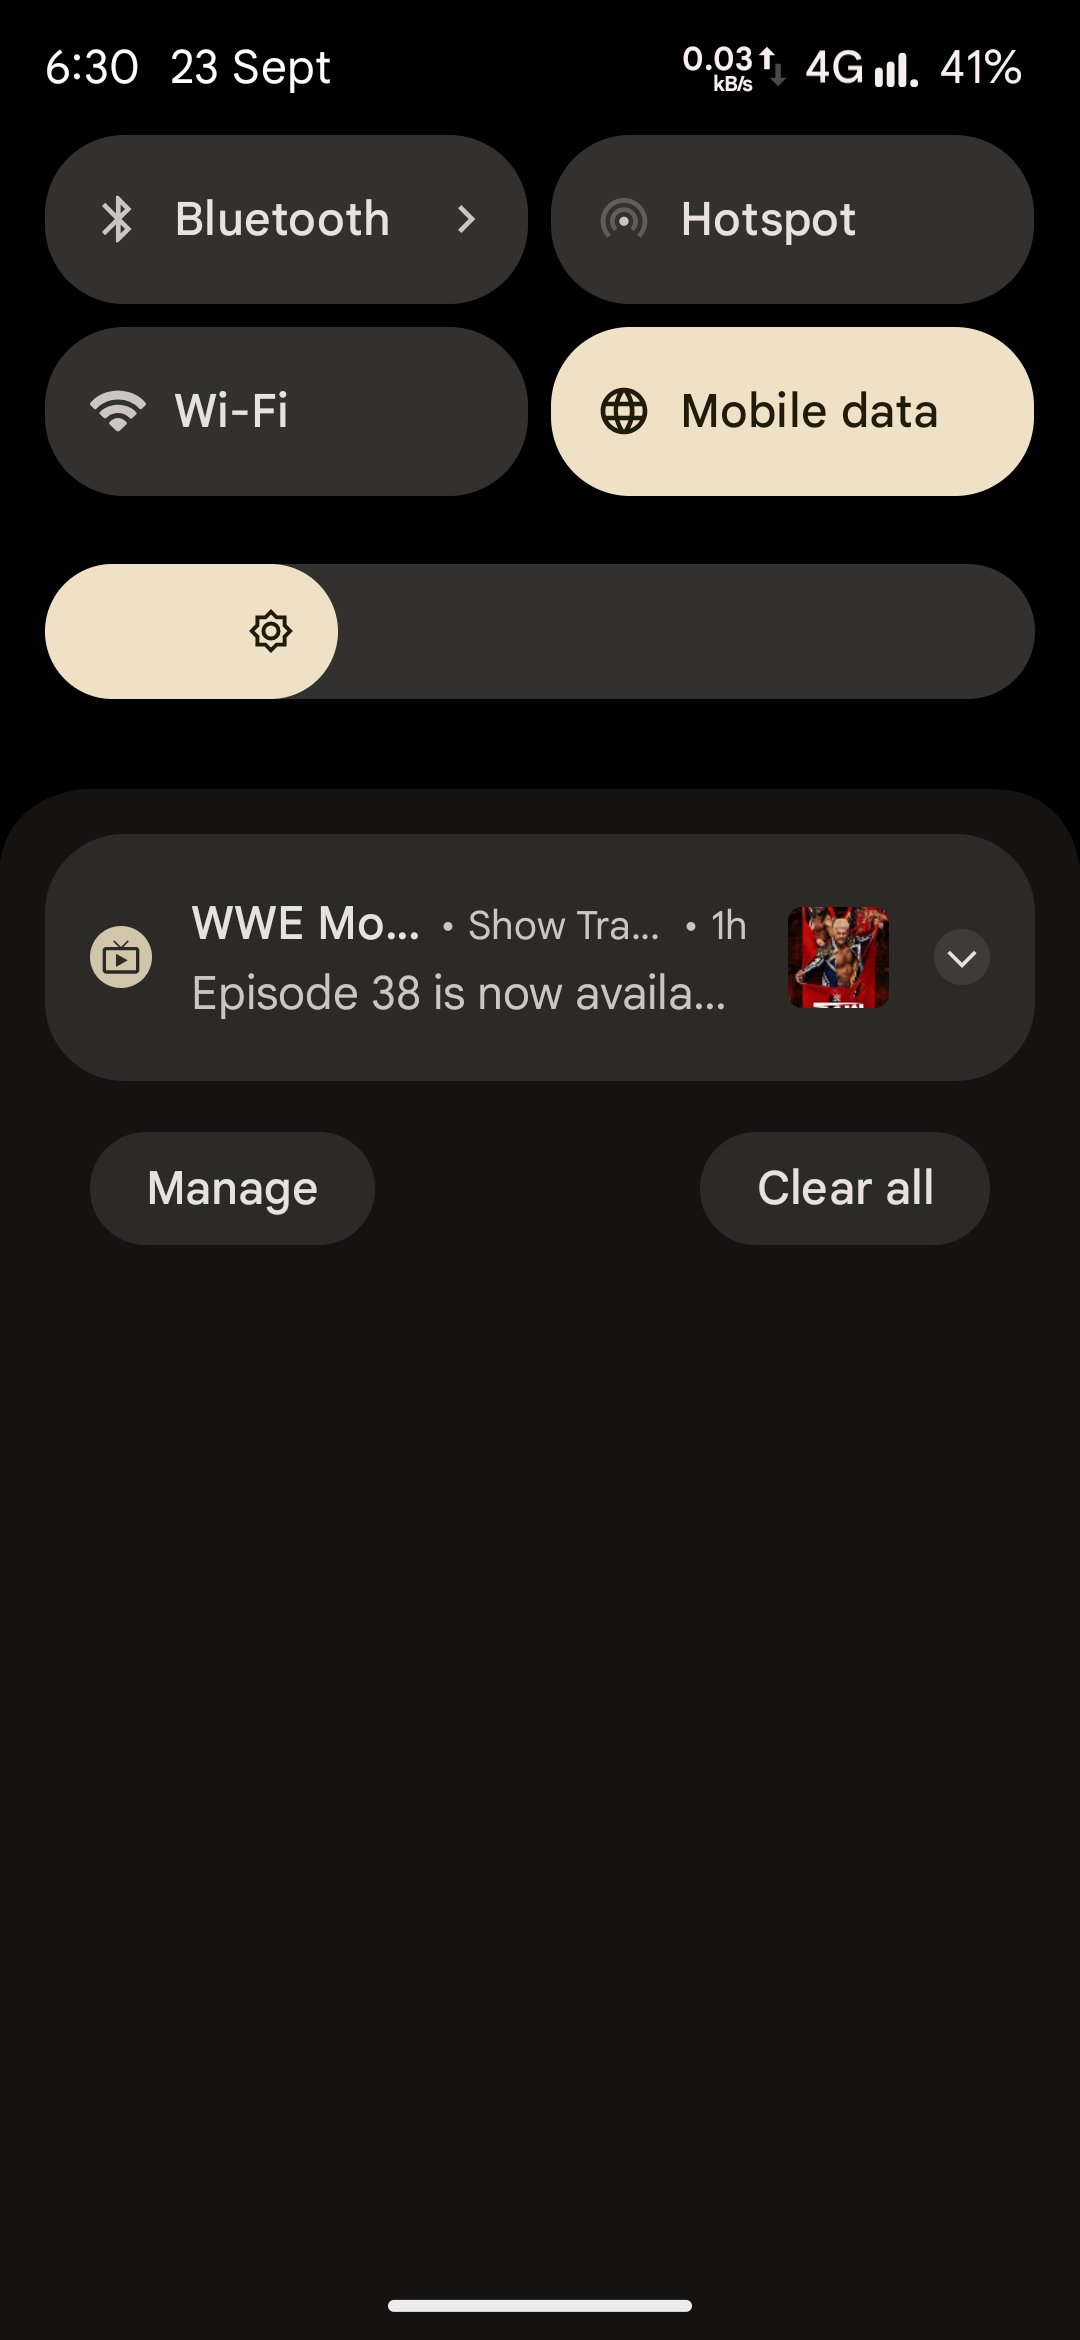 6:30 23 Sept 0.03 kB/s 4G 41%
Bluetooth
Hotspot
Wi-Fi
Mobile data
WWE Mo... • Show Tra... • 1h
Episode 38 is now availa...
Manage
Clear all